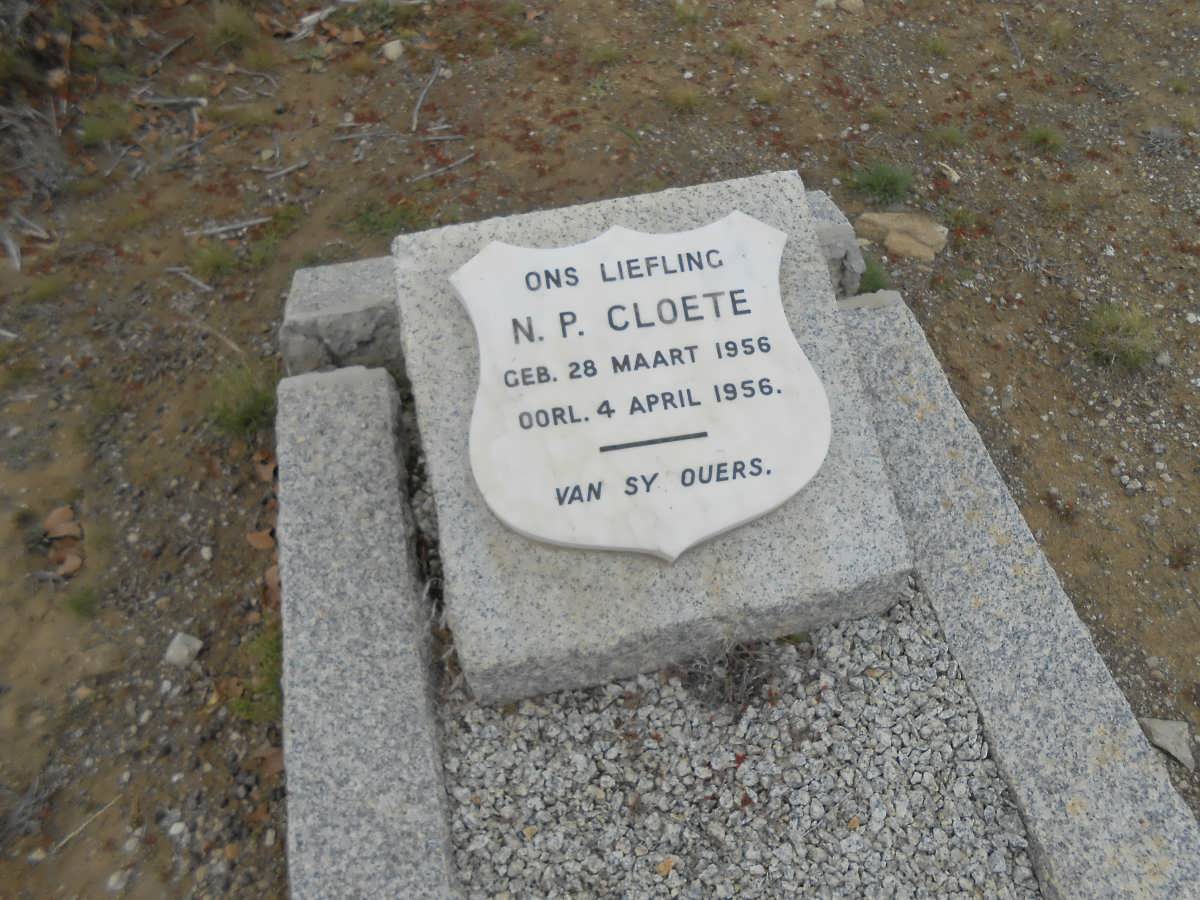 ONS LIEFLING
N. P. CLOETE
GEB. 28 MAART 1956
OORL. 4 APRIL 1956.
VAN SY OUERS.